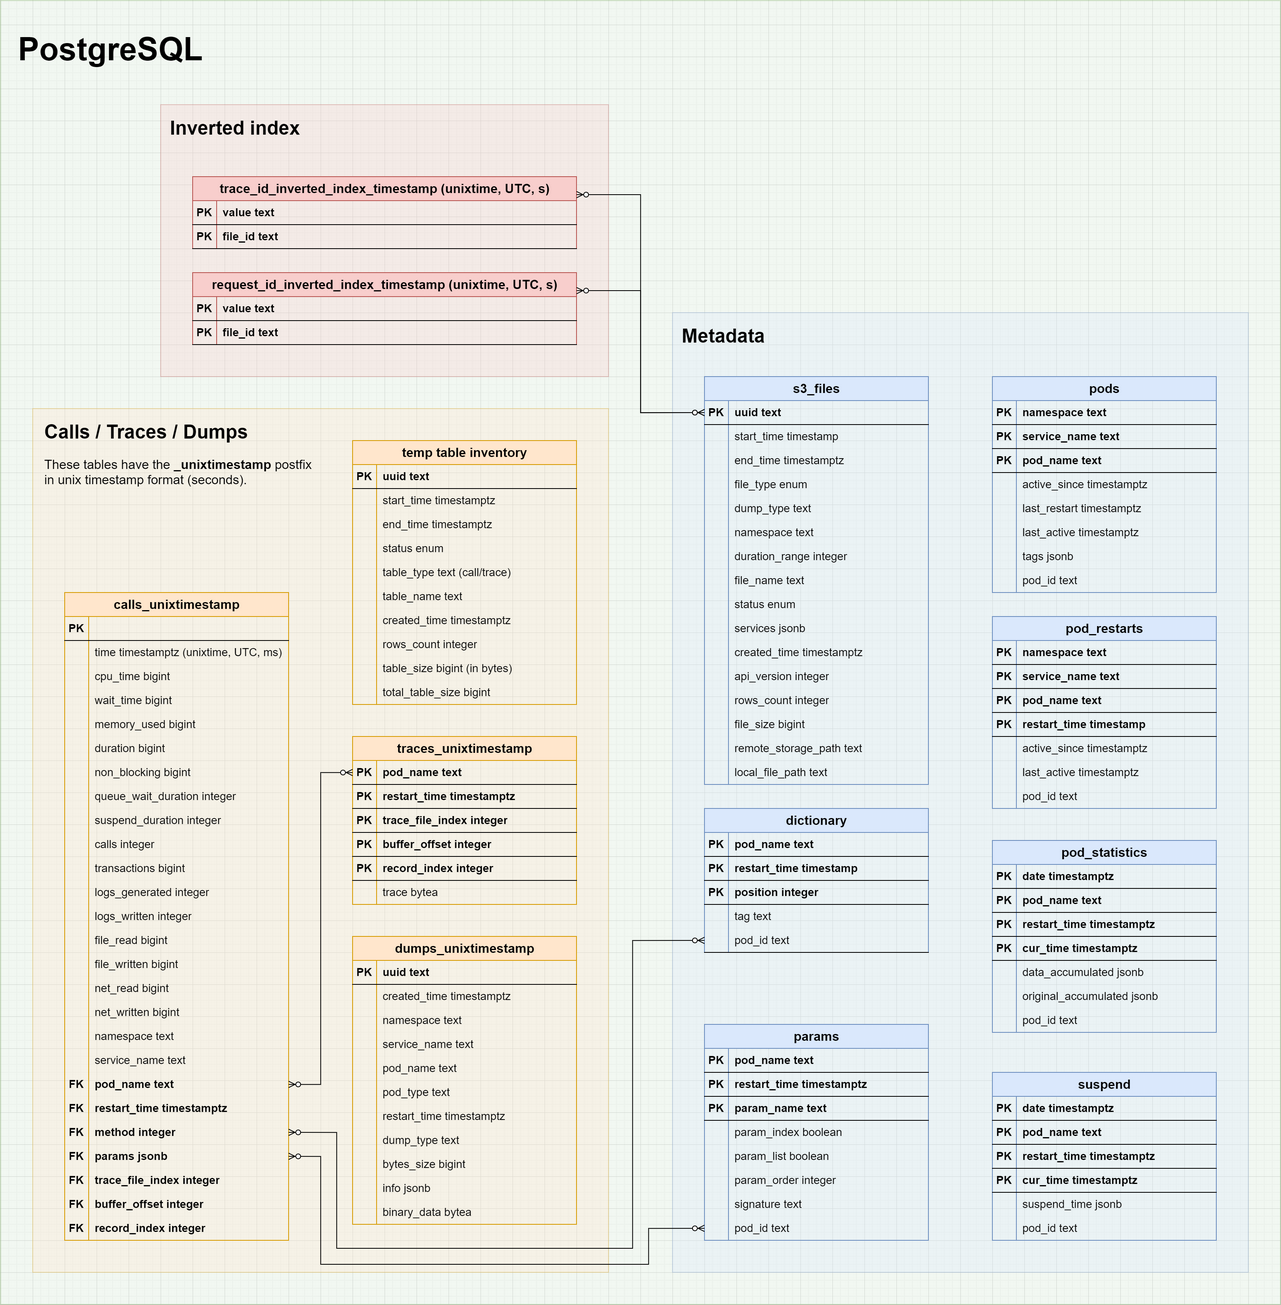 PostgreSQL
Inverted index
trace_id_inverted_index_timestamp (unixtime, UTC, s)
PK value text
PK file_id text
request_id_inverted_index_timestamp (unixtime, UTC, s)
PK value text
PK file_id text
Calls / Traces / Dumps
These tables have the _unixtimestamp postfix
in unix timestamp format (seconds).
calls_unixtimestamp
PK
time timestamptz (unixtime, UTC, ms)
cpu_time bigint
wait_time bigint
memory_used bigint
duration bigint
non_blocking bigint
queue_wait_duration integer
suspend_duration integer
calls integer
transactions bigint
logs_generated integer
logs_written integer
file_read bigint
file_written bigint
net_read bigint
net_written bigint
namespace text
service_name text
FK pod_name text
FK restart_time timestamptz
FK method integer
FK params jsonb
FK trace_file_index integer
FK buffer_offset integer
FK record_index integer
temp table inventory
PK uuid text
start_time timestamptz
end_time timestamptz
status enum
table_type text (call/trace)
table_name text
created_time timestamptz
rows_count integer
table_size bigint (in bytes)
total_table_size bigint
traces_unixtimestamp
PK pod_name text
PK restart_time timestamptz
PK trace_file_index integer
PK buffer_offset integer
PK record_index integer
trace bytea
dumps_unixtimestamp
PK uuid text
created_time timestamptz
namespace text
service_name text
pod_name text
pod_type text
restart_time timestamptz
dump_type text
bytes_size bigint
info jsonb
binary_data bytea
Metadada
s3_files
PK uuid text
start_time timestamp
end_time timestamptz
file_type enum
dump_type text
namespace text
duration_range integer
file_name text
status enum
services jsonb
created_time timestamptz
api_version integer
rows_count integer
file_size bigint
remote_storage_path text
local_file_path text
dictionary
PK pod_name text
PK restart_time timestamp
PK position integer
tag text
pod_id text
params
PK pod_name text
PK restart_time timestamptz
PK param_name text
param_index boolean
param_list boolean
param_order integer
signature text
pod_id text
pods
PK namespace text
PK service_name text
PK pod_name text
active_since timestamptz
last_restart timestamptz
last_active timestamptz
tags jsonb
pod_id text
pod_restarts
PK namespace text
PK service_name text
PK pod_name text
PK restart_time timestamp
active_since timestamptz
last_active timestamptz
pod_id text
pod_statistics
PK date timestamptz
PK pod_name text
PK restart_time timestamptz
PK cur_time timestamptz
data_accumulated jsonb
original_accumulated jsonb
pod_id text
suspend
PK date timestamptz
PK pod_name text
PK restart_time timestamptz
PK cur_time timestamptz
suspend_time jsonb
pod_id text